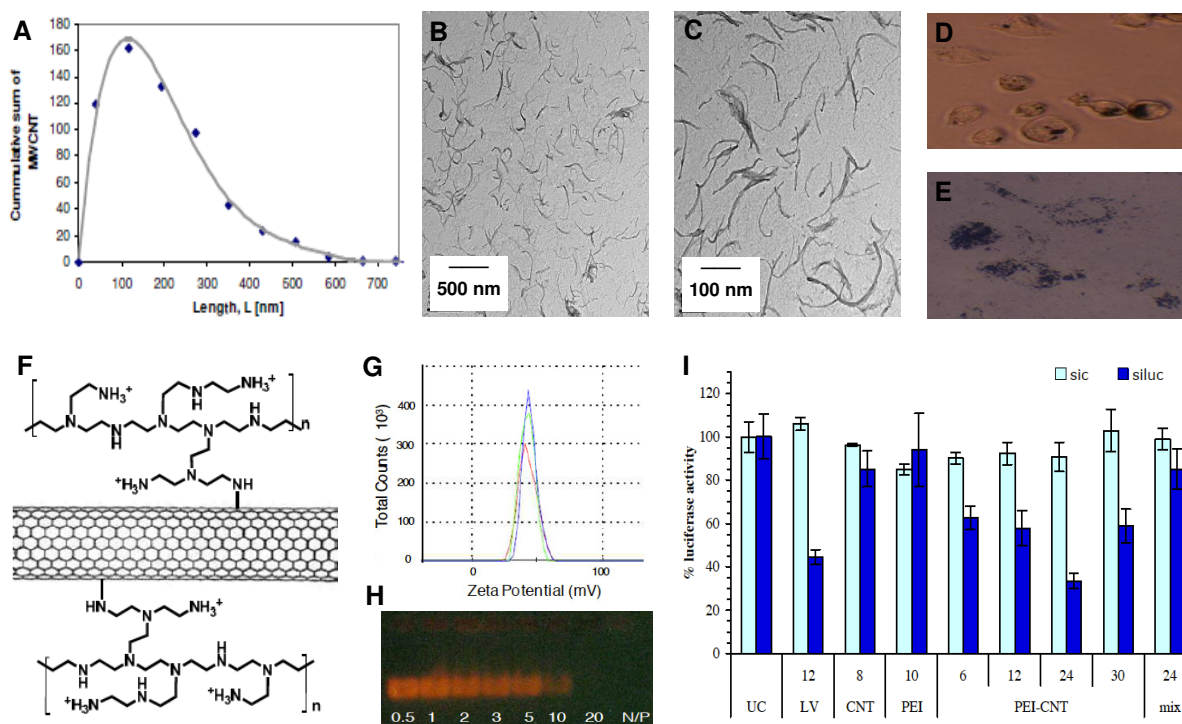 A
Cummulative sum of
MWCNT
180
160
140
120
100
80
60
40
20
0
0 100 200 300 400 500 600 700
Length, L [nm]
B
500 nm
C
100 nm
D
E
F
NH3+
N
H
NH3+
N
N
H
N
N
H
N
n
N
+H3N
N
H
NH
HN
N
NH3+
N
H
N
N
H
N
N
H
N
+H3N
+H3N
n
G
Total Counts ( 10³)
400
300
200
100
0
0 100
Zeta Potential (mV)
H
0.5 1 2 3 5 10 20 N/P
I
sic siluc
% luciferase activity
120
100
80
60
40
20
0
12 8 10 6 12 24 30 24
UC LV CNT PEI PEI-CNT mix